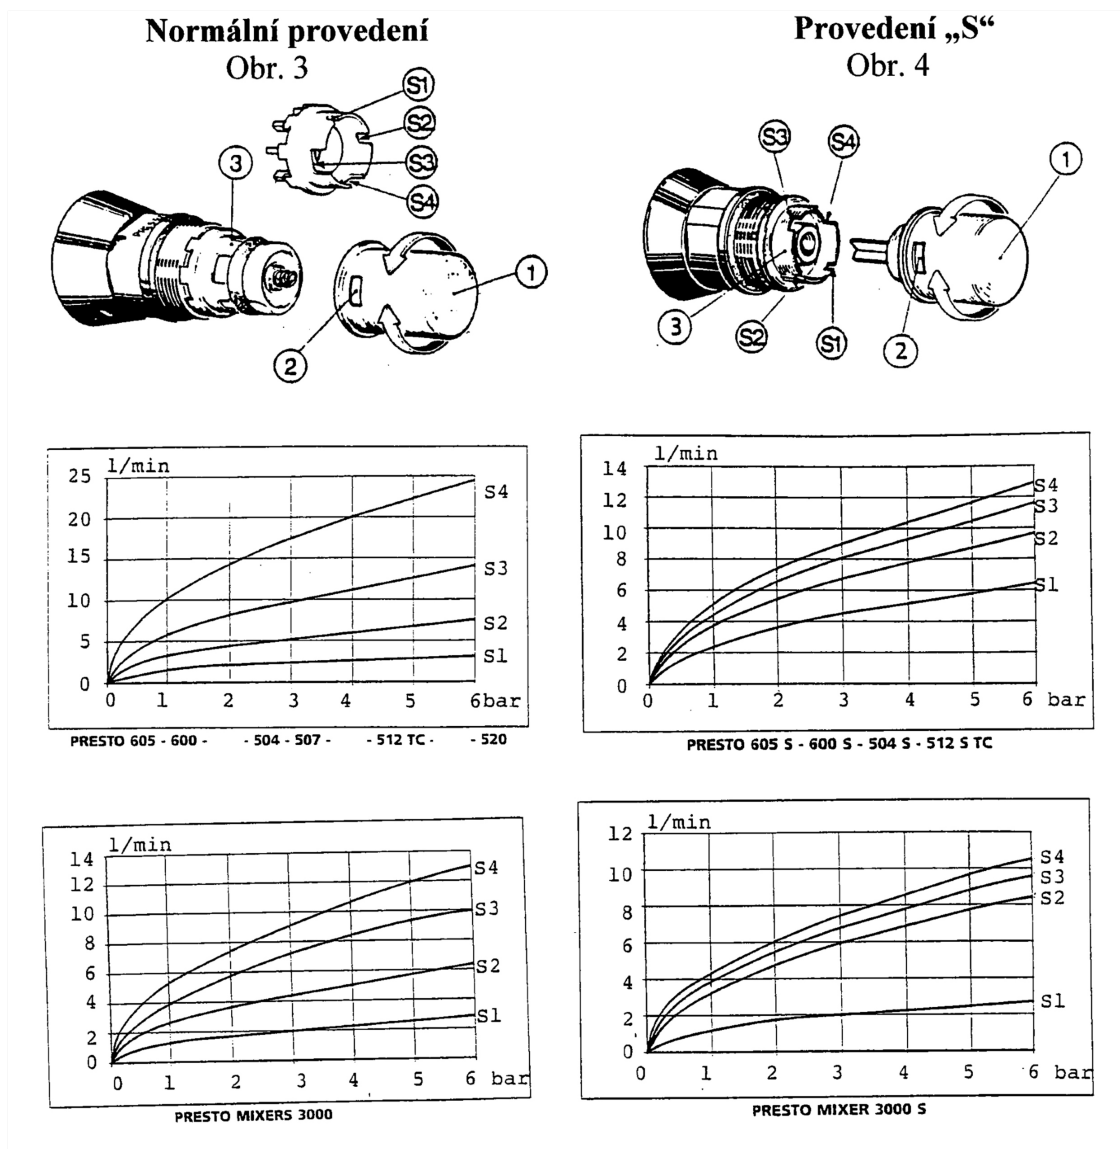 Normální provedení
Obr. 3
S1
S2
S3
S4
3
1
2
Provedení „S“
Obr. 4
S3
S4
1
3
S2
S1
2
l/min
25
20
15
10
5
0
S4
S3
S2
S1
0 1 2 3 4 5 6 bar
PRESTO 605 - 600 - - 504 - 507 - - 512 TC - - 520
l/min
14
12
10
8
6
4
2
0
S4
S3
S2
S1
0 1 2 3 4 5 6 bar
PRESTO 605 S - 600 S - 504 S - 512 S TC
l/min
14
12
10
8
6
4
2
0
S4
S3
S2
S1
0 1 2 3 4 5 6 bar
PRESTO MIXERS 3000
l/min
12
10
8
6
4
2
0
S4
S3
S2
S1
0 1 2 3 4 5 6 bar
PRESTO MIXER 3000 S